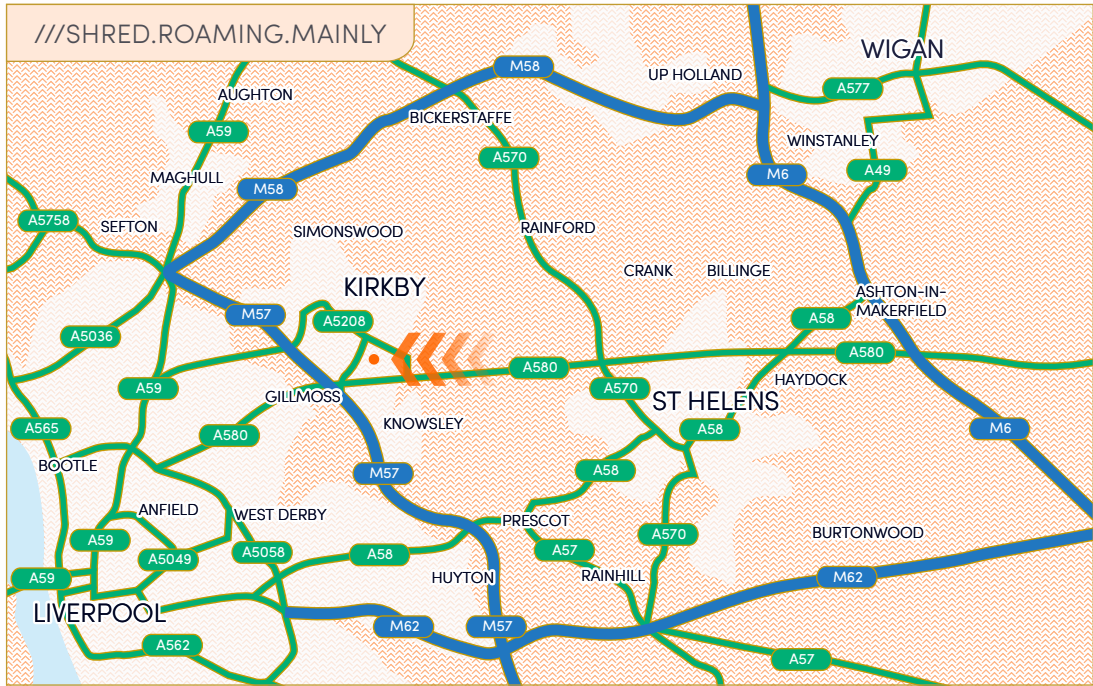 ///SHRED.ROAMING.MAINLY
WIGAN
M58
UP HOLLAND
A577
AUGHTON
BICKERSTAFFE
A59
WINSTANLEY
A570
A49
M6
MAGHULL
M58
A5758
SEFTON
SIMONSWOOD
RAINFORD
CRANK
BILLINGE
KIRKBY
ASHTON-IN-
MAKERFIELD
M57
A5208
A58
A5036
A580
A580
HAYDOCK
A59
A570
GILLMOSS
ST HELENS
KNOWSLEY
A565
A580
A58
M6
BOOTLE
M57
A58
ANFIELD
WEST DERBY
PRESCOT
A59
A5049
A5058
A58
A57
A570
BURTONWOOD
A59
HUYTON
RAINHILL
M62
LIVERPOOL
M62
M57
A562
A57